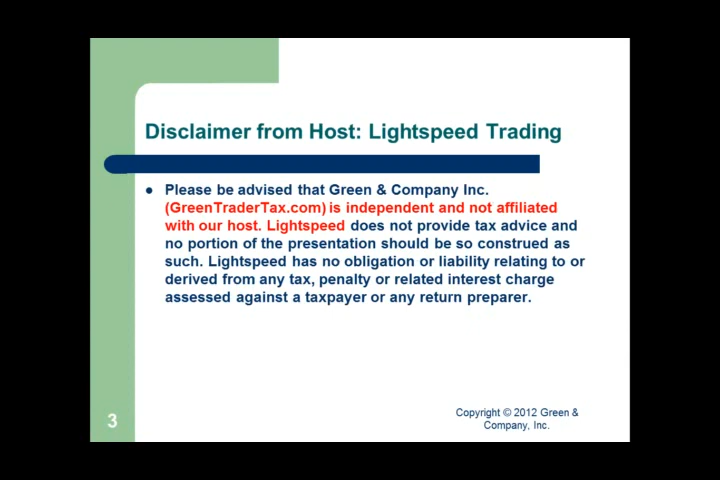 Disclaimer from Host: Lightspeed Trading
Please be advised that Green & Company Inc.
(GreenTraderTax.com) is independent and not affiliated
with our host. Lightspeed does not provide tax advice and
no portion of the presentation should be so construed as
such. Lightspeed has no obligation or liability relating to or
derived from any tax, penalty or related interest charge
assessed against a taxpayer or any return preparer.
3
Copyright © 2012 Green &
Company, Inc.